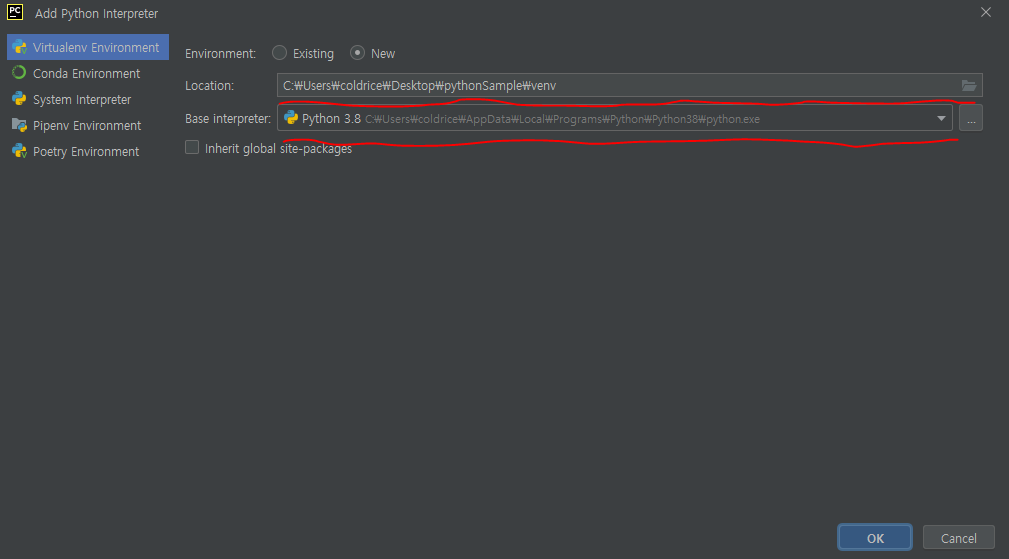 PC Add Python Interpreter
Virtualenv Environment
Conda Environment
System Interpreter
Pipenv Environment
Poetry Environment
Environment: Existing New
Location: C:₩Users₩coldrice₩Desktop₩pythonSample₩venv
Base interpreter: Python 3.8 C:₩Users₩coldrice₩AppData₩Local₩Programs₩Python₩Python38₩python.exe ...
Inherit global site-packages
OK Cancel